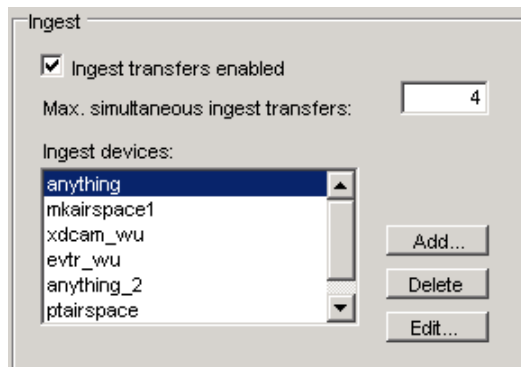 Ingest
Ingest transfers enabled
Max. simultaneous ingest transfers: 4
Ingest devices:
anything
mkairspace1
xdcam_wu
evtr_wu
anything_2
ptairspace
Add...
Delete
Edit...